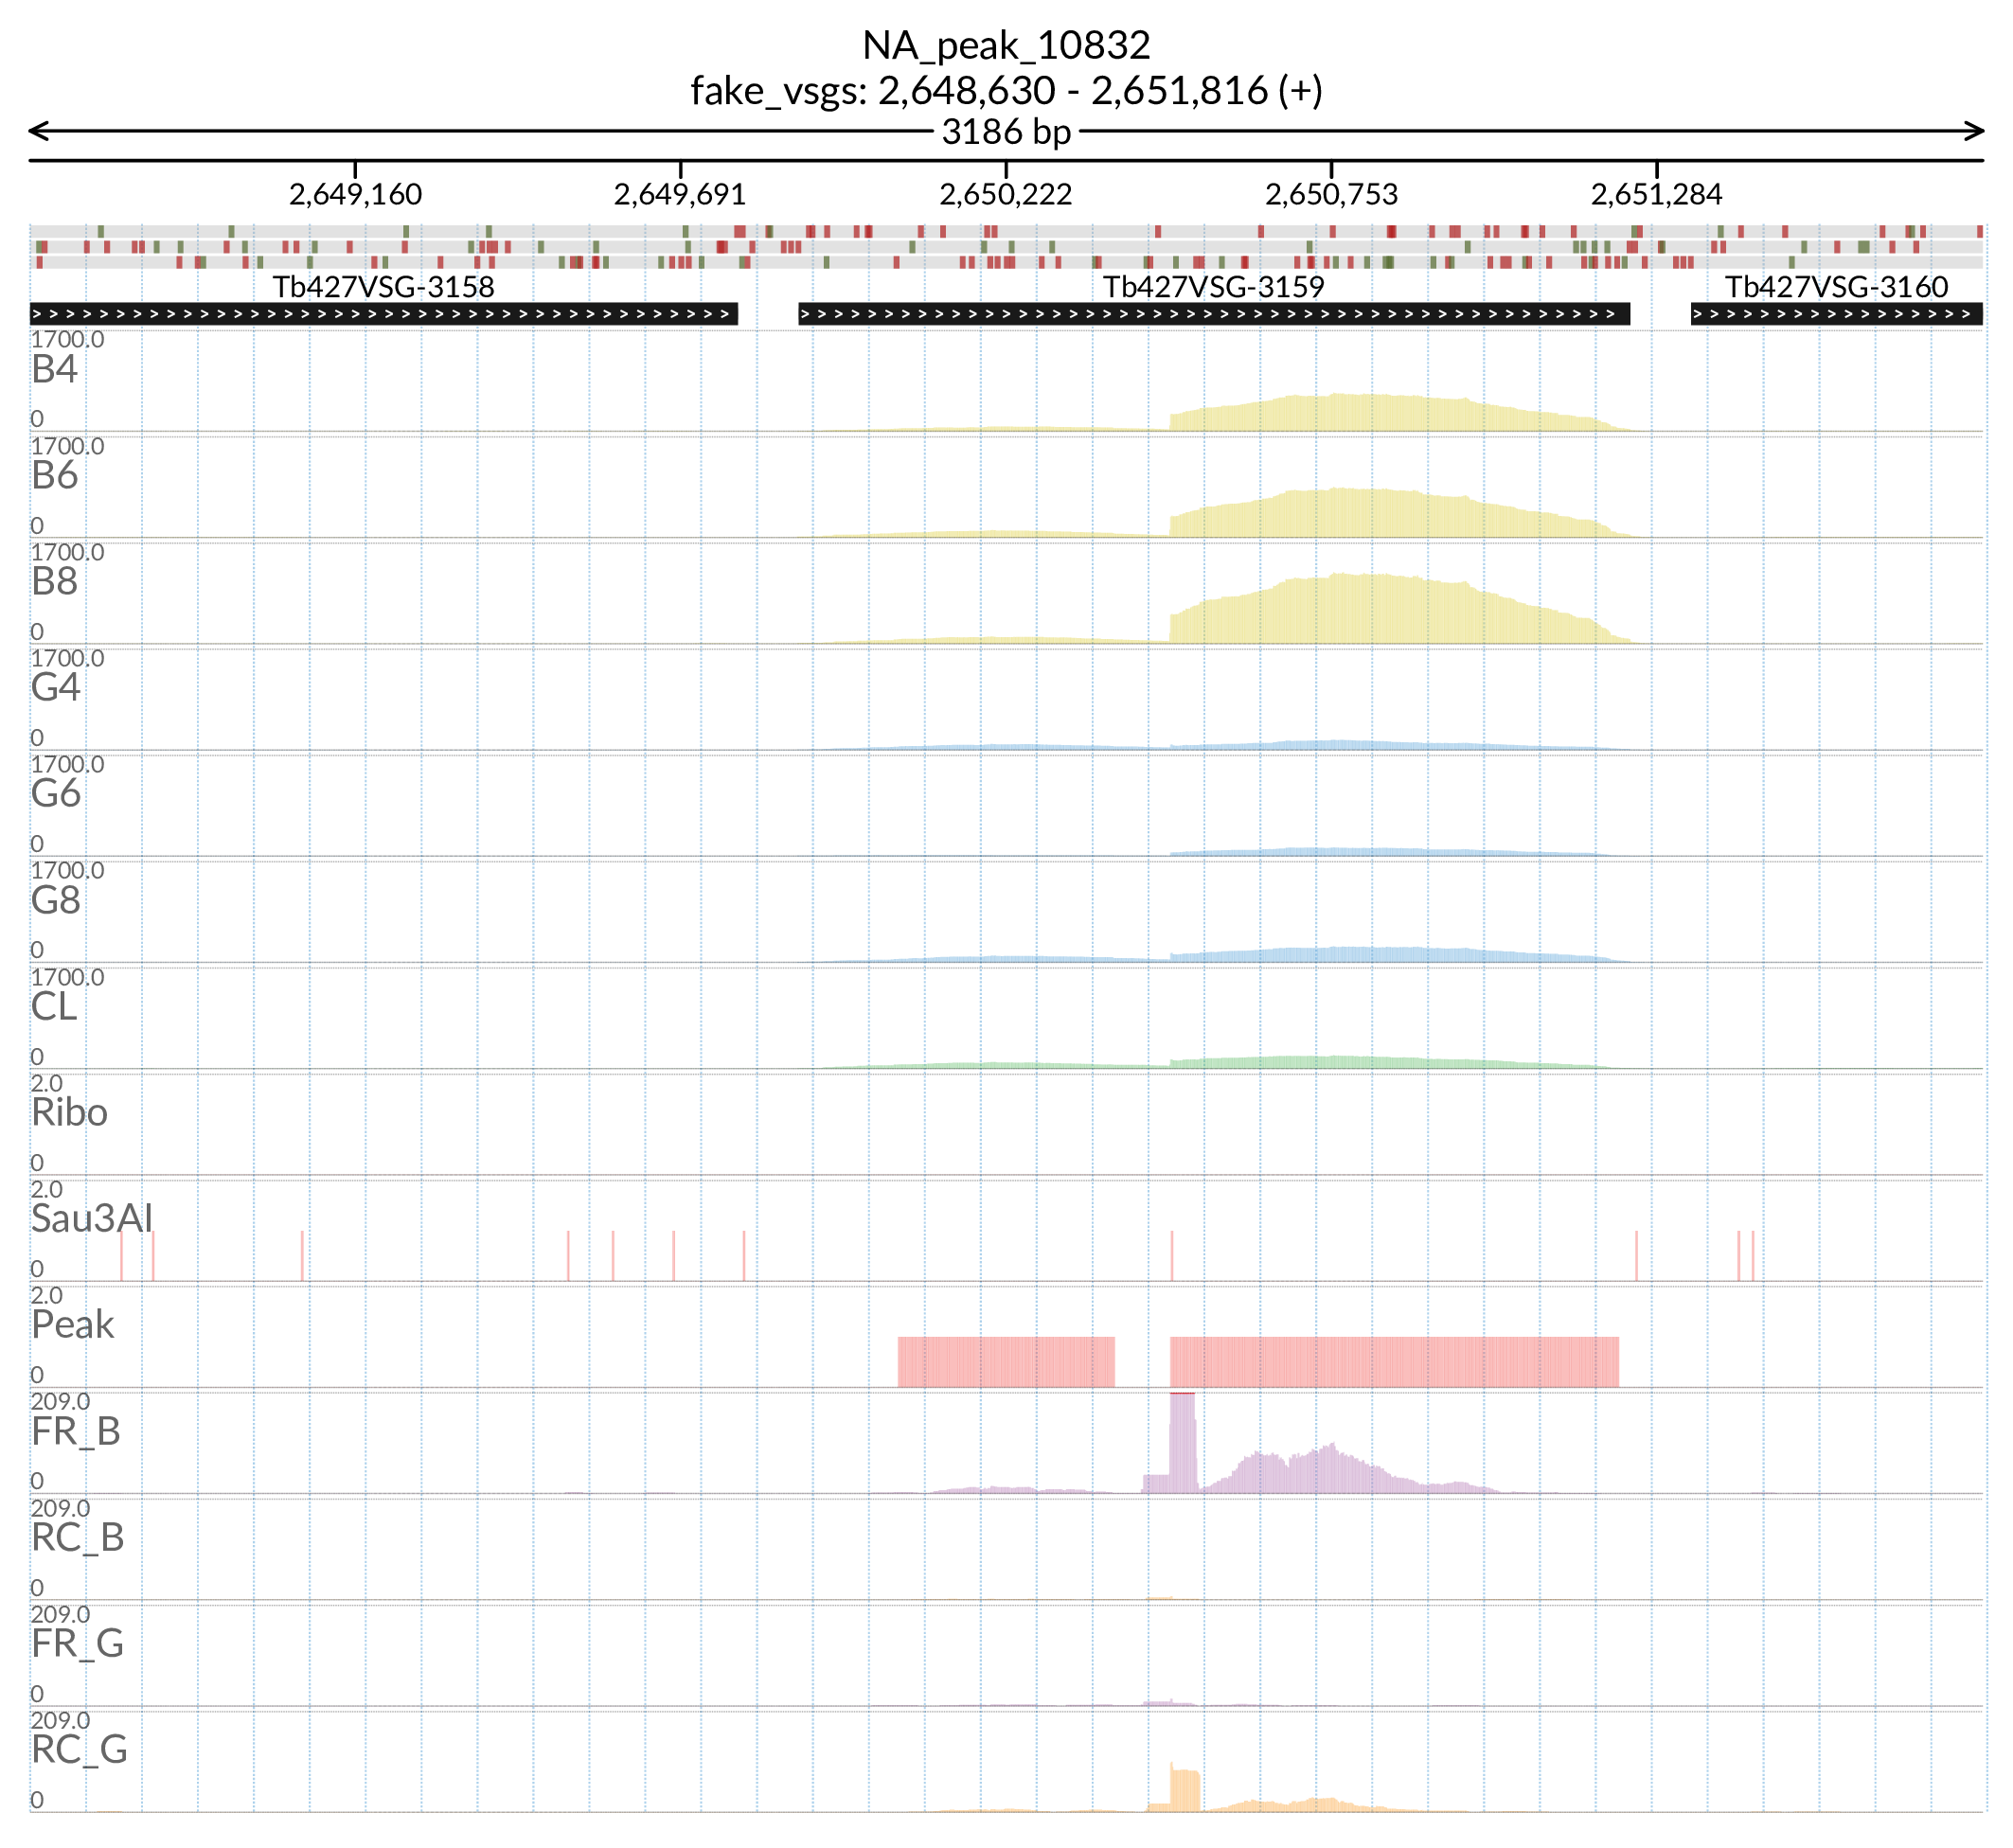 NA_peak_10832
fake_vsgs: 2,648,630 - 2,651,816 (+)
3186 bp
2,649,160 2,649,691 2,650,222 2,650,753 2,651,284
Tb427VSG-3158 Tb427VSG-3159 Tb427VSG-3160
1700.0
B4
0
1700.0
B6
0
1700.0
B8
0
1700.0
G4
0
1700.0
G6
0
1700.0
G8
0
1700.0
CL
0
2.0
Ribo
0
2.0
Sau3AI
0
2.0
Peak
0
209.0
FR_B
0
209.0
RC_B
0
209.0
FR_G
0
209.0
RC_G
0